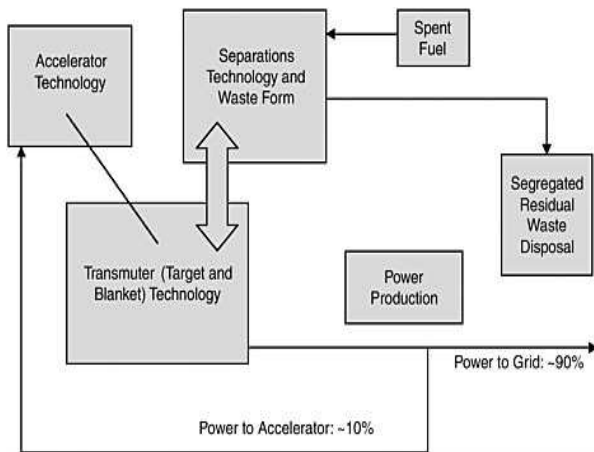 Accelerator
Technology
Separations
Technology and
Waste Form
Spent
Fuel
Segregated
Residual
Waste
Disposal
Transmuter (Target and
Blanket) Technology
Power
Production
Power to Grid: ~90%
Power to Accelerator: ~10%